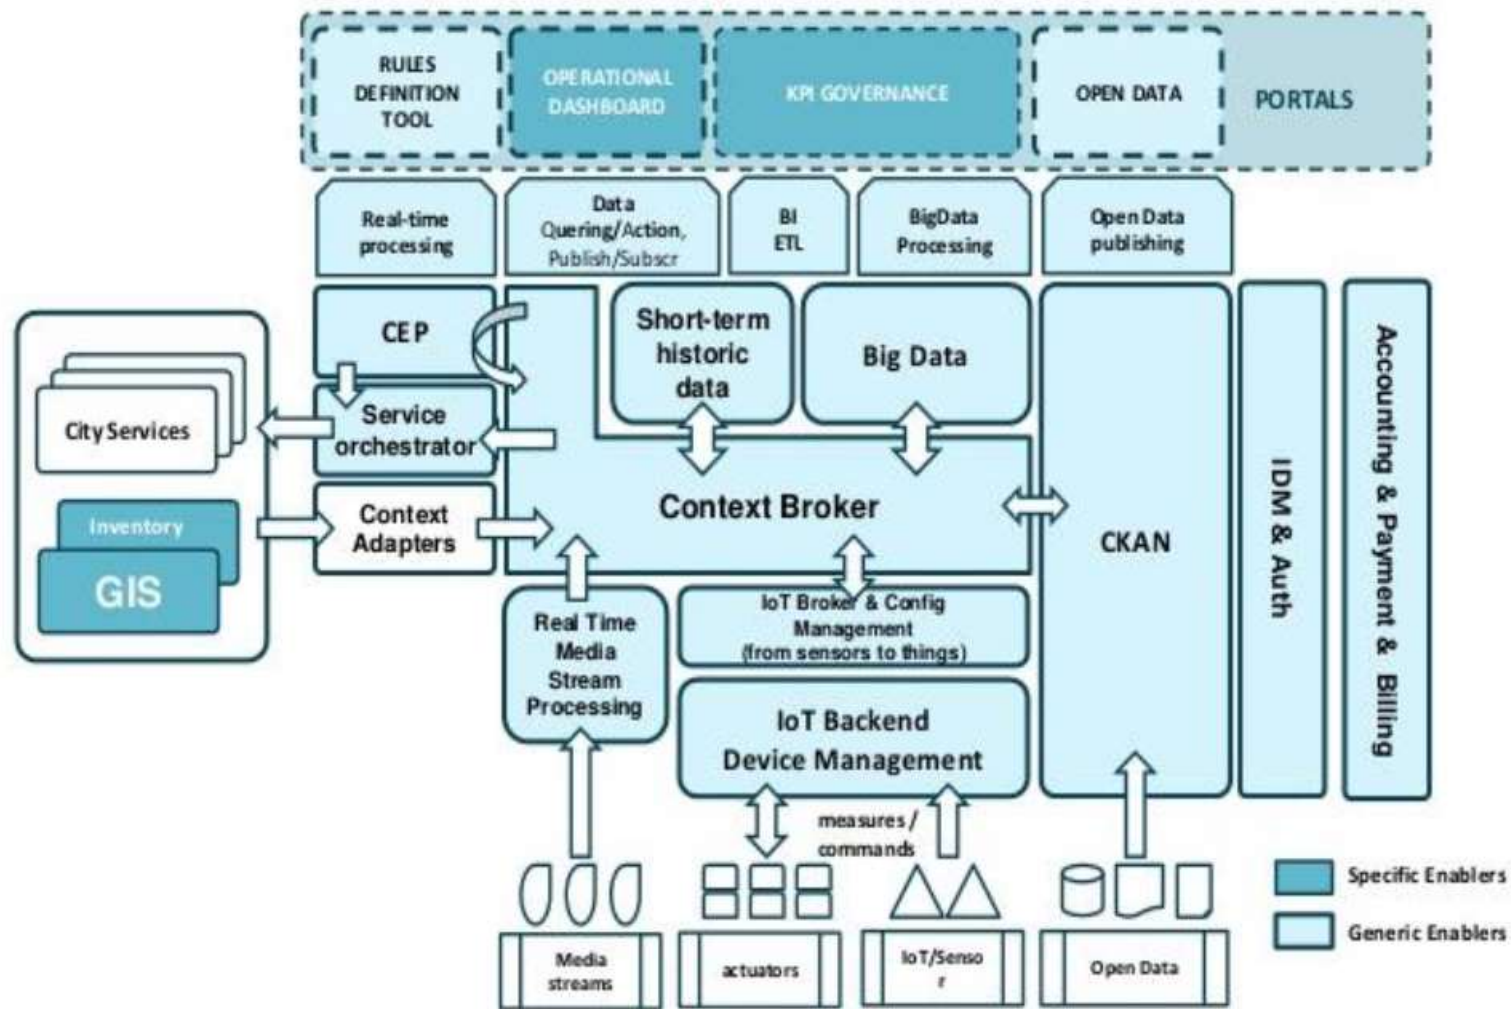 RULES
DEFINITION
TOOL
OPERATIONAL
DASHBOARD
KPI GOVERNANCE
OPEN DATA
PORTALS
Real-time
processing
Data
Quering/Action,
Publish/Subscr
BI
ETL
BigData
Processing
Open Data
publishing
CEP
Short-term
historic
data
Big Data
City Services
Service
orchestrator
Inventory
GIS
Context
Adapters
Context Broker
CKAN
IDM & Auth
Accounting & Payment & Billing
Real Time
Media
Stream
Processing
IoT Broker & Config
Management
(from sensors to things)
IoT Backend
Device Management
measures /
commands
Media
streams
actuators
IoT/Senso
r
Open Data
Specific Enablers
Generic Enablers